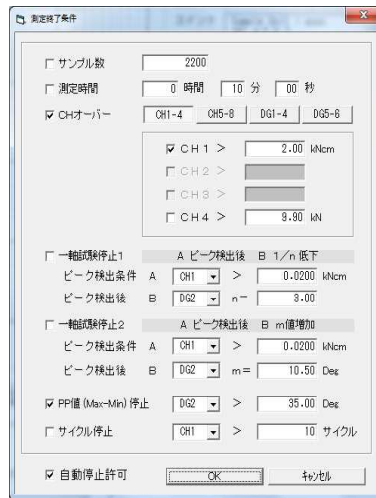 測定終了条件
サンプル数 2200
測定時間 0 時間 10 分 00 秒
CHオーバー CH1-4 CH5-8 DG1-4 DG5-6
CH1 > 2.00 kNcm
CH2 >
CH3 >
CH4 > 9.90 kN
一軸試験停止1 A ピーク検出後 B 1/n 低下
ピーク検出条件 A CH1 > 0.0200 kNcm
ピーク検出後 B DG2 n= 3.00
一軸試験停止2 A ピーク検出後 B m値増加
ピーク検出条件 A CH1 > 0.0200 kNcm
ピーク検出後 B DG2 m= 10.50 Deg
PP値(Max-Min)停止 DG2 > 35.00 Deg
サイクル停止 CH1 > 10 サイクル
自動停止許可 OK キャンセル